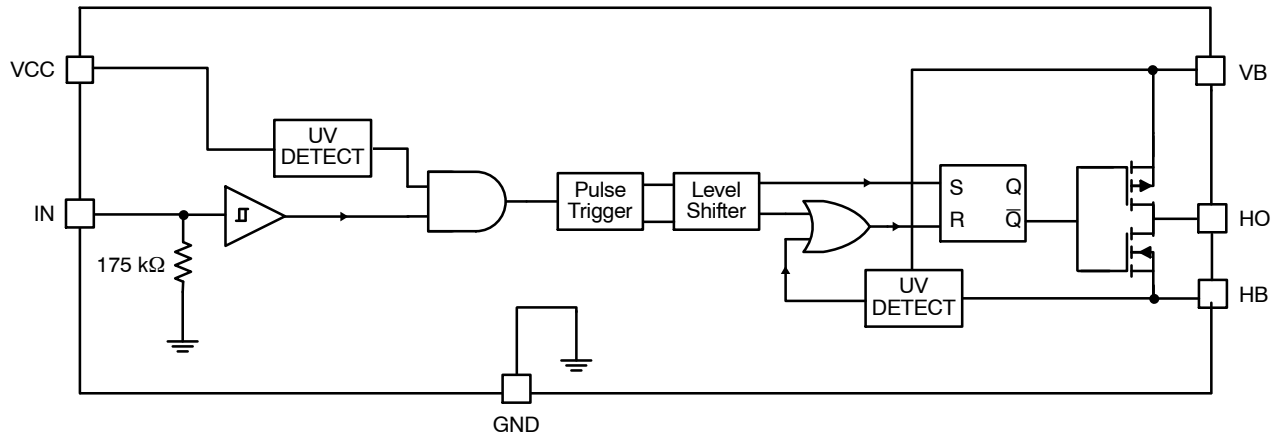 VCC
VB
UV
DETECT
Pulse
Trigger
Level
Shifter
S
Q
R
Q̅
IN
HO
175 kΩ
UV
DETECT
HB
GND